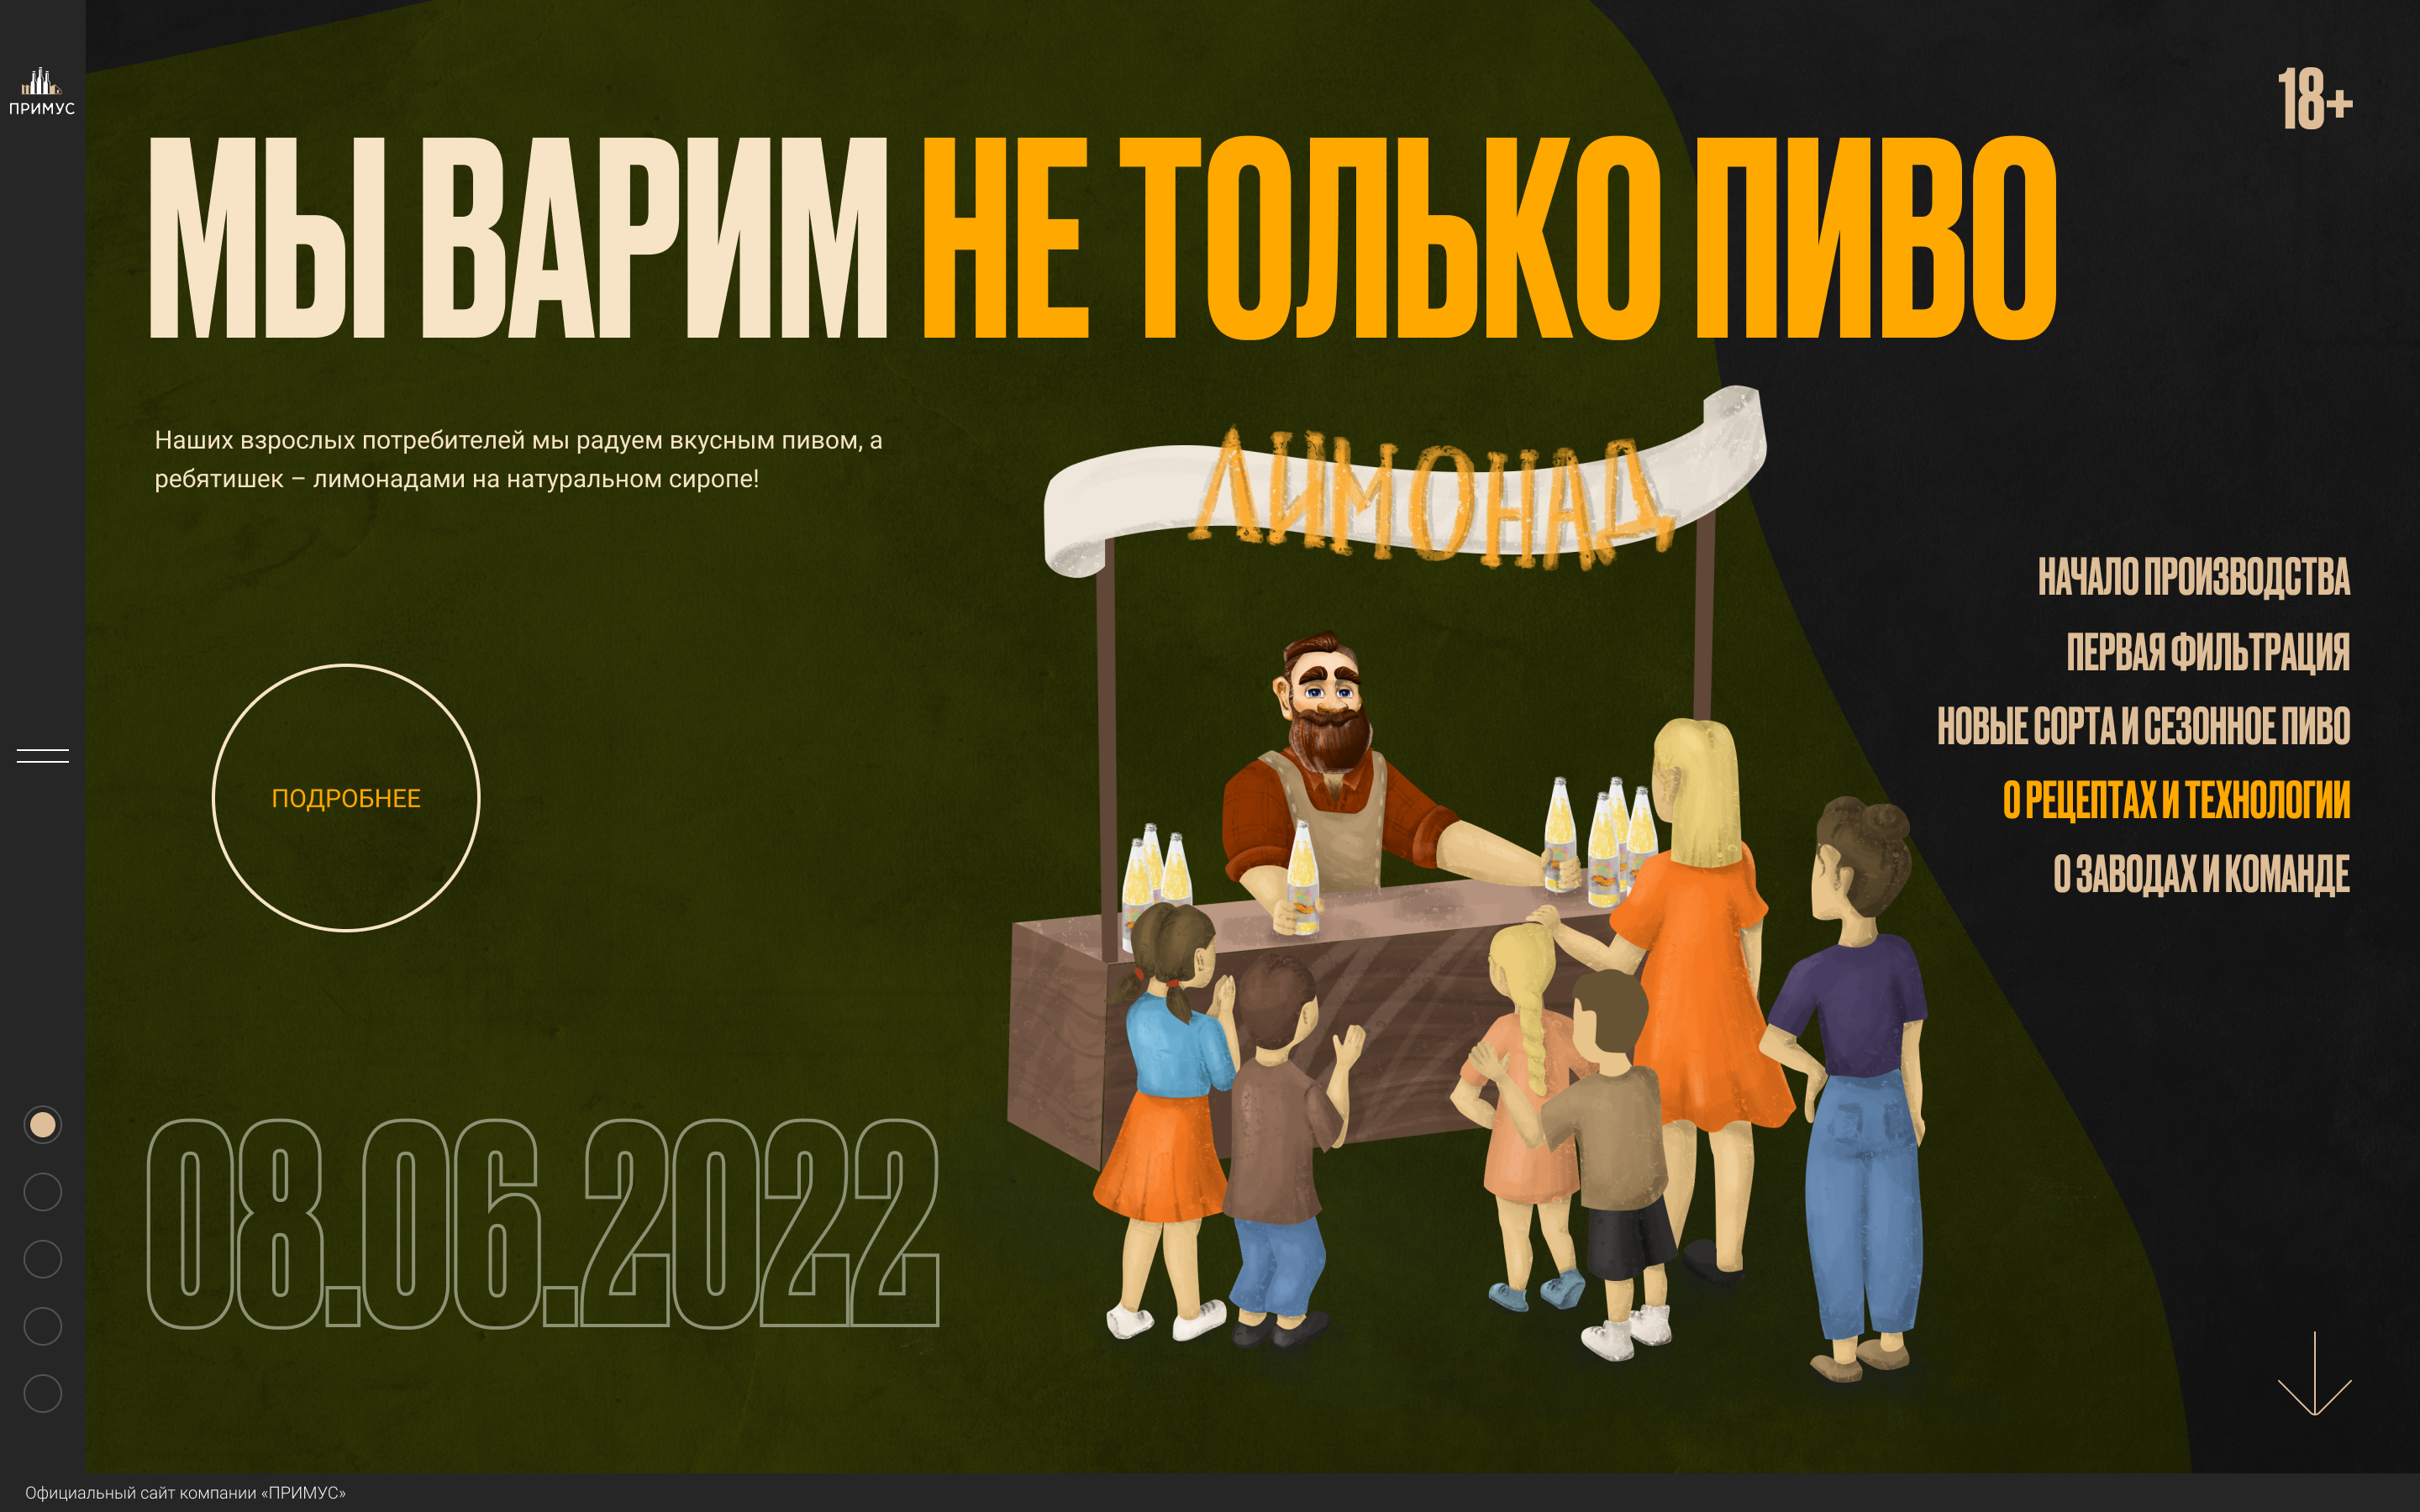 ПРИМУС
18+
МЫ ВАРИМ НЕ ТОЛЬКО ПИВО
Наших взрослых потребителей мы радуем вкусным пивом, а
ребятишек – лимонадами на натуральном сиропе!
ЛИМОНАД
НАЧАЛО ПРОИЗВОДСТВА
ПЕРВАЯ ФИЛЬТРАЦИЯ
НОВЫЕ СОРТА И СЕЗОННОЕ ПИВО
О РЕЦЕПТАХ И ТЕХНОЛОГИИ
О ЗАВОДАХ И КОМАНДЕ
ПОДРОБНЕЕ
08.06.2022
Официальный сайт компании «ПРИМУС»